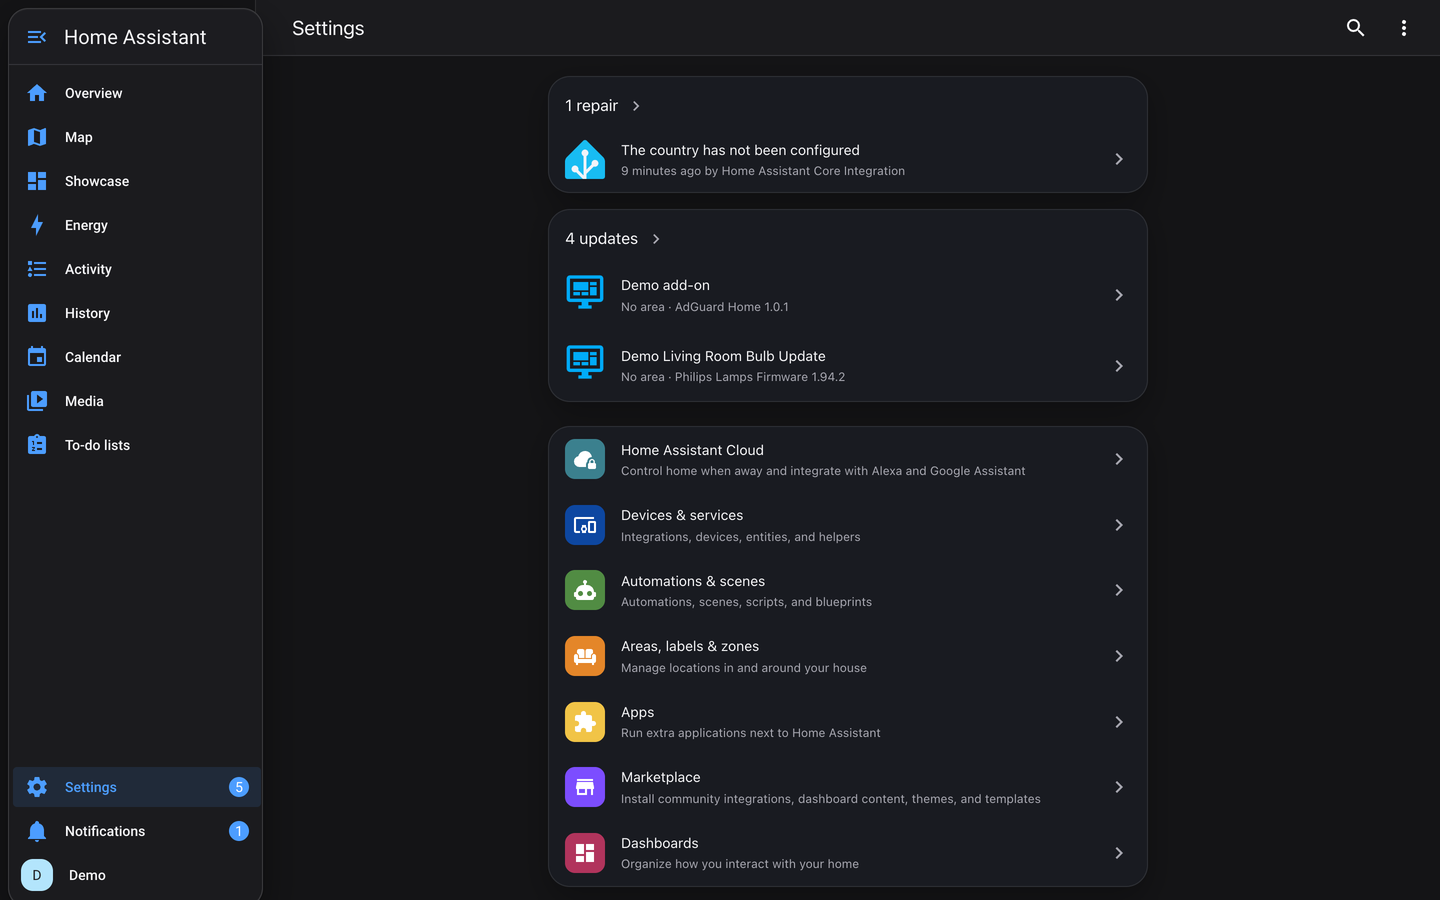 Home Assistant
Overview
Map
Showcase
Energy
Activity
History
Calendar
Media
To-do lists
Settings
5
Notifications
1
D
Demo
Settings
1 repair
The country has not been configured
9 minutes ago by Home Assistant Core Integration
4 updates
Demo add-on
No area · AdGuard Home 1.0.1
Demo Living Room Bulb Update
No area · Philips Lamps Firmware 1.94.2
Home Assistant Cloud
Control home when away and integrate with Alexa and Google Assistant
Devices & services
Integrations, devices, entities, and helpers
Automations & scenes
Automations, scenes, scripts, and blueprints
Areas, labels & zones
Manage locations in and around your house
Apps
Run extra applications next to Home Assistant
Marketplace
Install community integrations, dashboard content, themes, and templates
Dashboards
Organize how you interact with your home